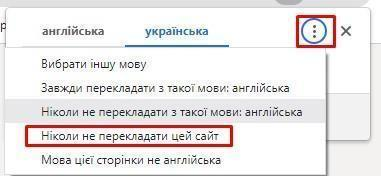 англійська українська
Вибрати іншу мову
Завжди перекладати з такої мови: англійська
Ніколи не перекладати з такої мови: англійська
Ніколи не перекладати цей сайт
Мова цієї сторінки не англійська